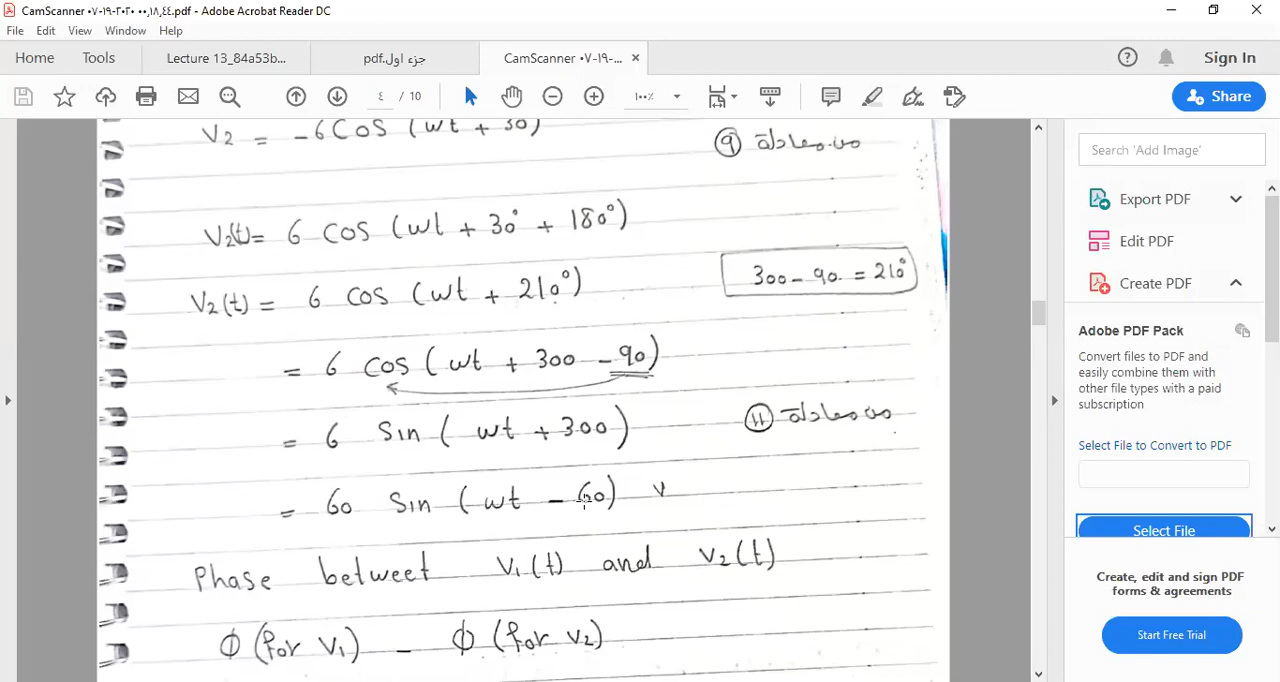 CamScanner ٠٧-١٩-٢٠٢٠ ٠٠,١٨,٤٤.pdf - Adobe Acrobat Reader DC
File Edit View Window Help
Home Tools Lecture 13_84a53b... جزء اول.pdf CamScanner ٠٧-١٩-... ×
٤ / 10 ١٠٠٪ Share
Sign In
V2 = -6 COS (wt + 30)
من معادلة ⑨
V2(t)= 6 COS (wt + 30° + 180°)
V2(t) = 6 COS (wt + 210°)
300 - 90 = 210°
= 6 COS (wt + 300 - 90)
= 6 Sin ( wt + 300)
من معادلة ⑪
= 60 Sin (wt - 60) V
Phase betweet V1(t) and V2(t)
Φ (for V1) - Φ (for V2)
Search 'Add Image'
Export PDF
Edit PDF
Create PDF
Adobe PDF Pack
Convert files to PDF and
easily combine them with
other file types with a paid
subscription
Select File to Convert to PDF
Select File
Create, edit and sign PDF
forms & agreements
Start Free Trial